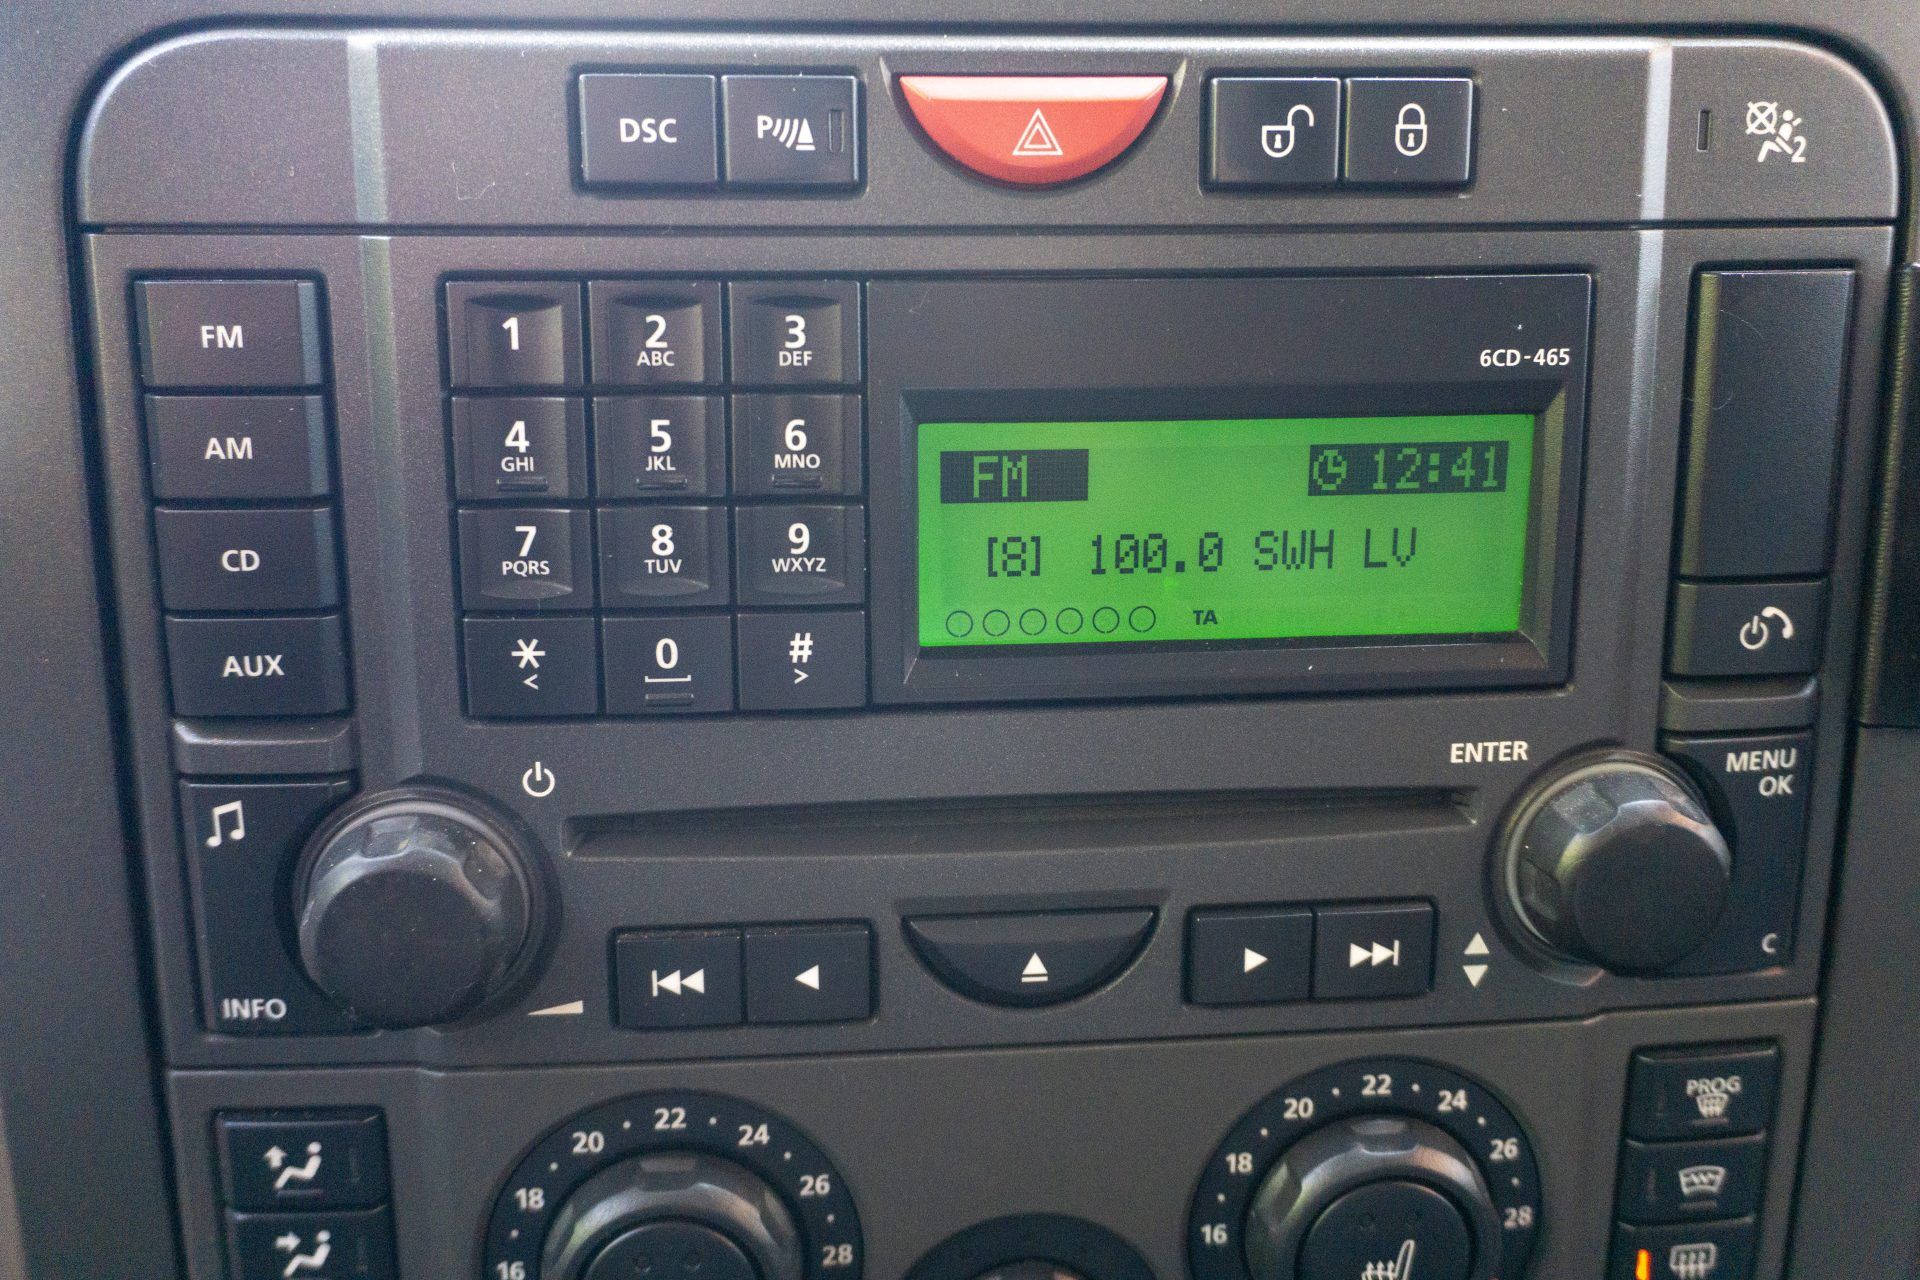 DSC P
2
FM
AM
CD
AUX
1
2
ABC
3
DEF
4
GHI
5
JKL
6
MNO
7
PQRS
8
TUV
9
WXYZ
*
<
0
#
>
6CD-465
FM 12:41
[8] 100.0 SWH LV
TA
ENTER
MENU
OK
C
INFO
16 18 20 22 24 26 28
16 18 20 22 24 26 28
PROG